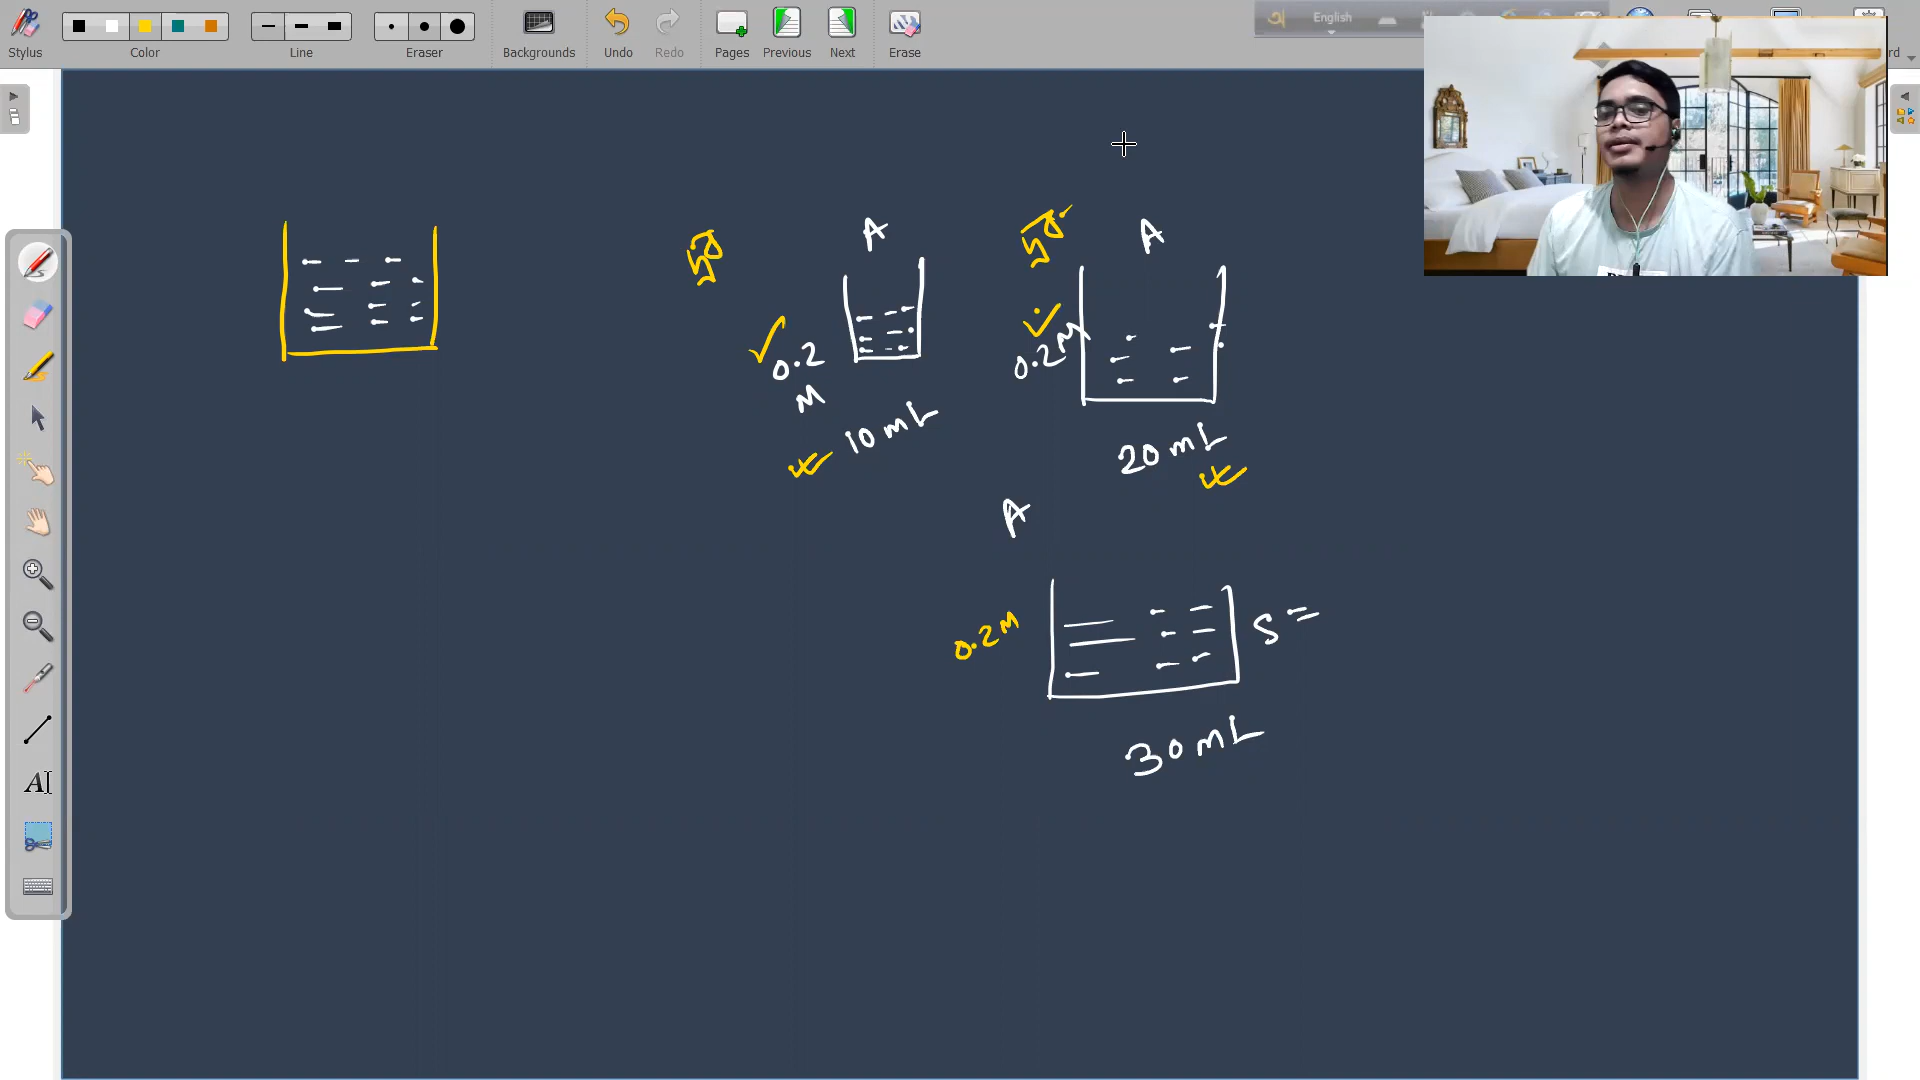 Stylus
Color
Line
Eraser
Backgrounds
Undo
Redo
Pages
Previous
Next
Erase
English
rd
A
A
0.2
M
0.2M
10 mL
20 mL
A
0.2M
S =
30 mL